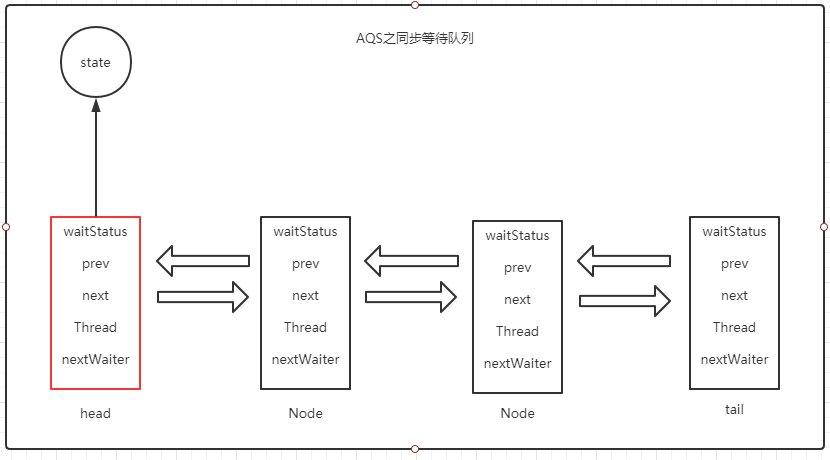 AQS之同步等待队列
state
waitStatus
prev
next
Thread
nextWaiter
head
waitStatus
prev
next
Thread
nextWaiter
Node
waitStatus
prev
next
Thread
nextWaiter
Node
waitStatus
prev
next
Thread
nextWaiter
tail